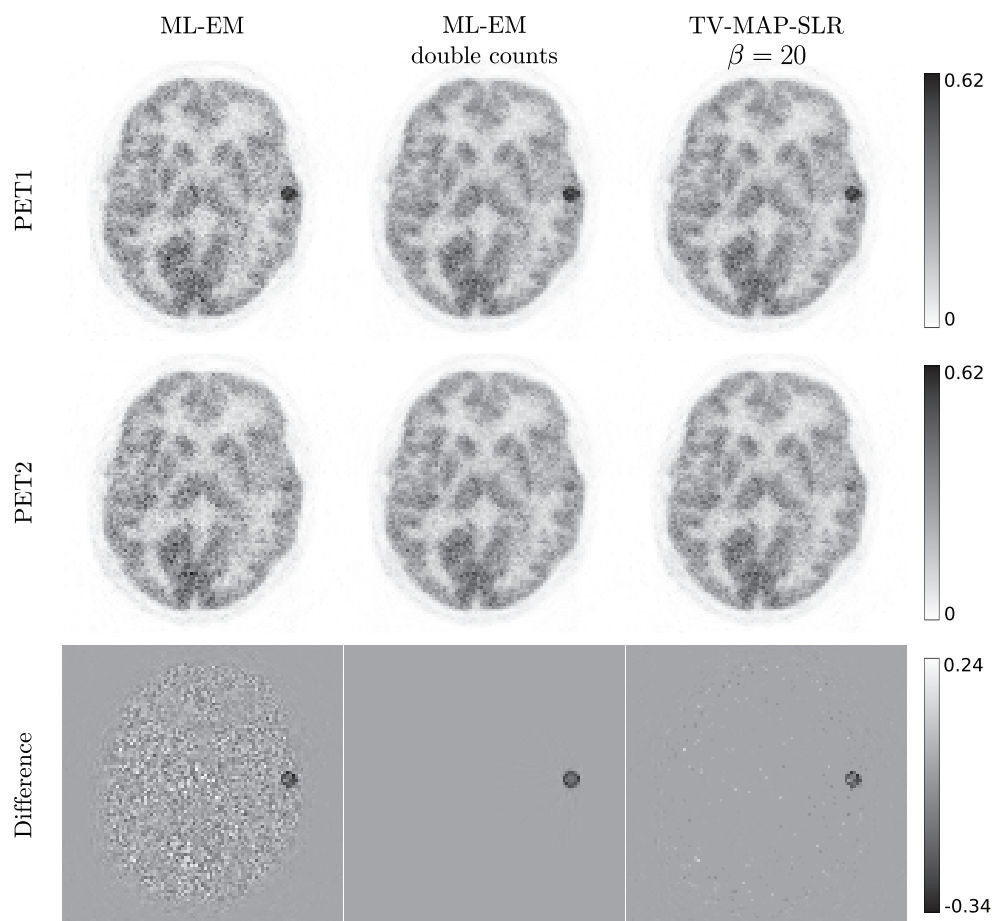 ML-EM
ML-EM
double counts
TV-MAP-SLR
β = 20
PET1
0.62
0
PET2
0.62
0
Difference
0.24
-0.34